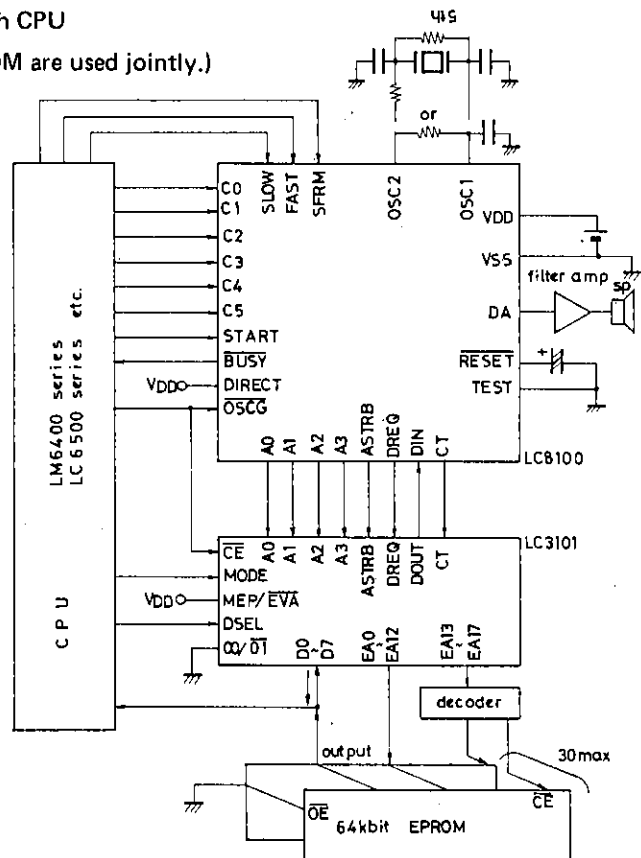 h CPU
OM are used jointly.)
5th
or
SLOW
FAST
SFRM
OSC2
OSC1
C0
C1
C2
C3
C4
C5
START
BUSY
VDD
DIRECT
OSCG
VDD
VSS
filter amp
sp
DA
RESET
+
TEST
A0
A1
A2
A3
ASTRB
DREQ
DIN
CT
LC8100
CPU
LM6400 series
LC6500 series etc.
LC3101
CE
A0
A1
A2
A3
ASTRB
DREQ
DOUT
CT
MODE
VDD
MEP/EVA
DSEL
00/01
D0~D7
EA0~EA12
EA13~EA17
decoder
output
30max
OE
CE
64kbit EPROM